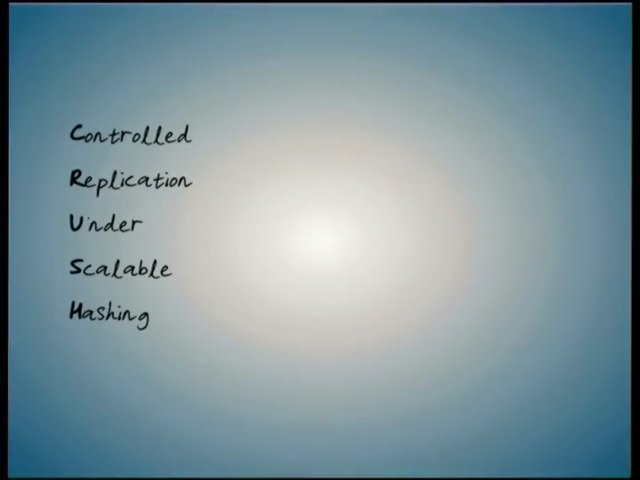 Controlled
Replication
Under
Scalable
Hashing